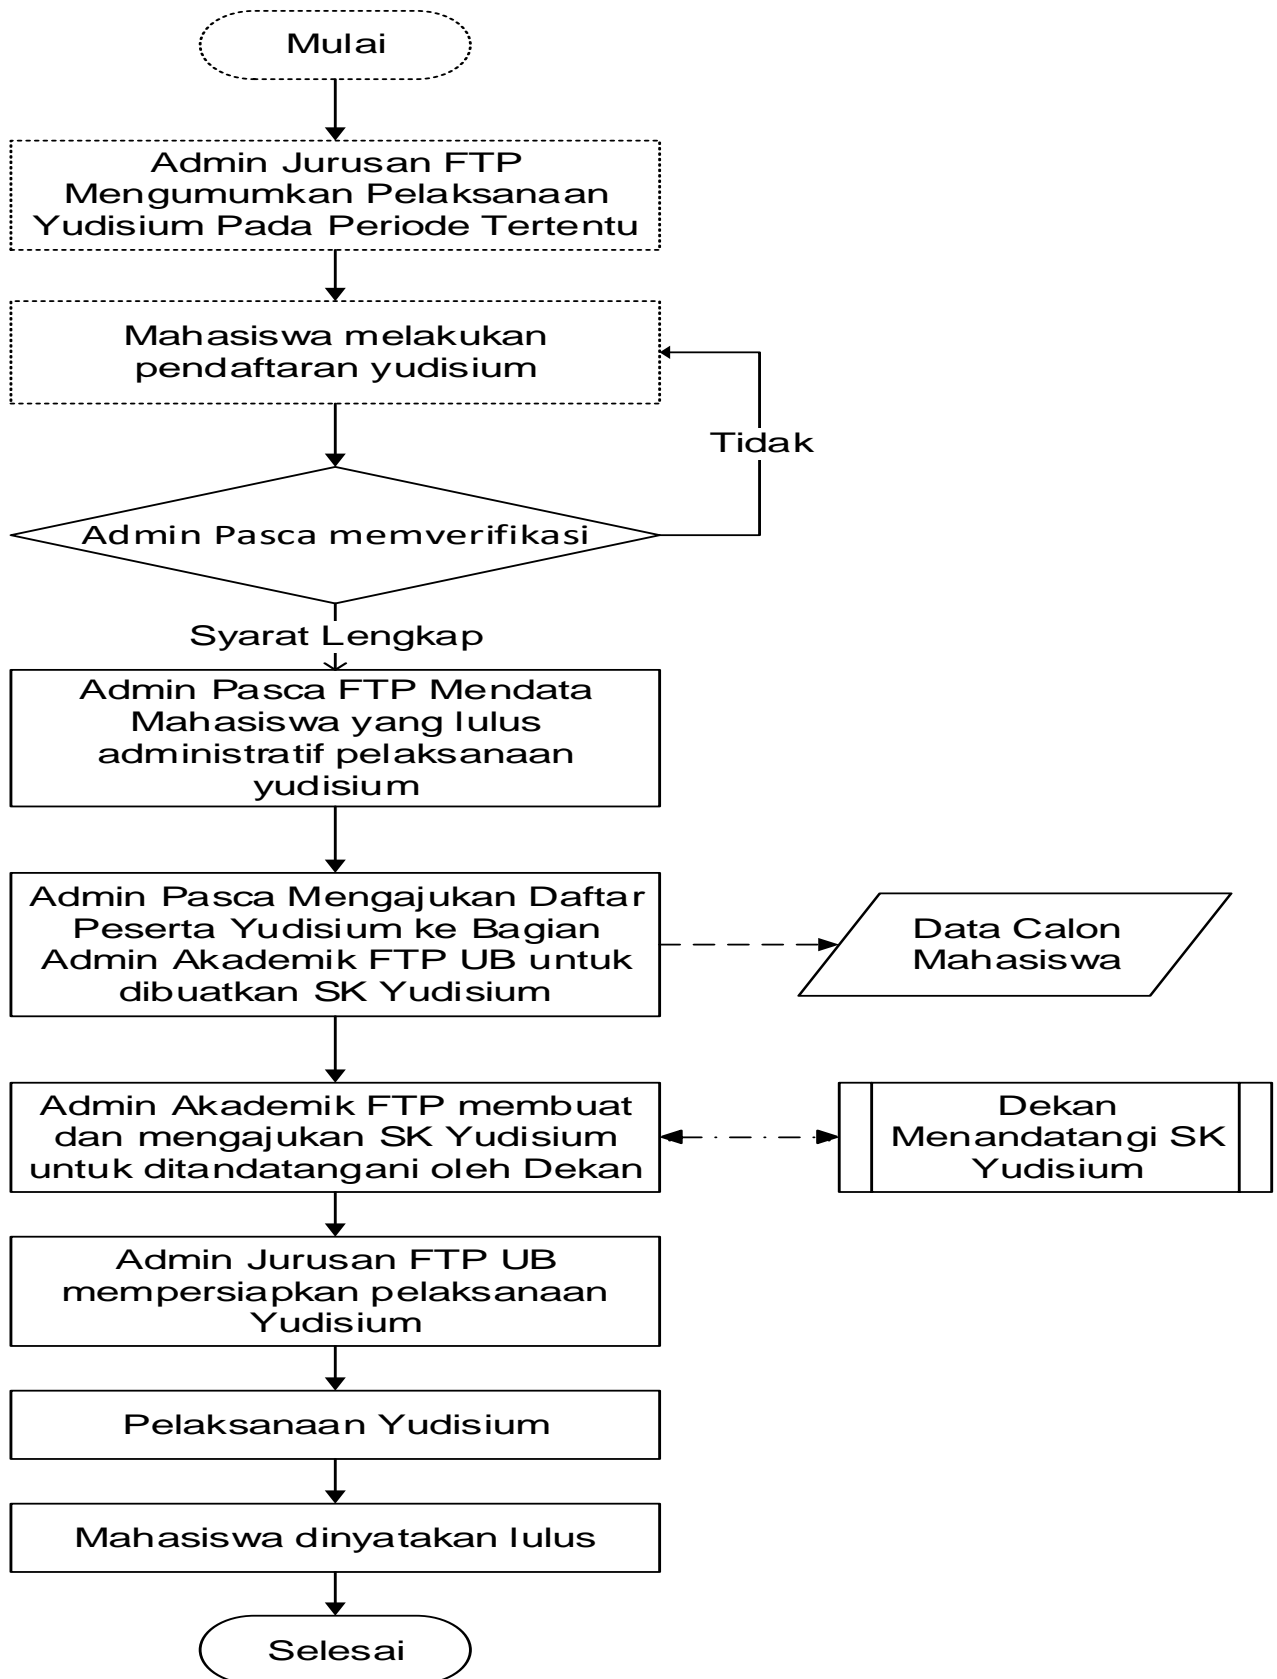 Mulai
Admin Jurusan FTP
Mengumumkan Pelaksanaan
Yudisium Pada Periode Tertentu
Mahasiswa melakukan
pendaftaran yudisium
Tidak
Admin Pasca memverifikasi
Syarat Lengkap
Admin Pasca FTP Mendata
Mahasiswa yang lulus
administratif pelaksanaan
yudisium
Admin Pasca Mengajukan Daftar
Peserta Yudisium ke Bagian
Admin Akademik FTP UB untuk
dibuatkan SK Yudisium
Data Calon
Mahasiswa
Admin Akademik FTP membuat
dan mengajukan SK Yudisium
untuk ditandatangani oleh Dekan
Dekan
Menandatangi SK
Yudisium
Admin Jurusan FTP UB
mempersiapkan pelaksanaan
Yudisium
Pelaksanaan Yudisium
Mahasiswa dinyatakan lulus
Selesai